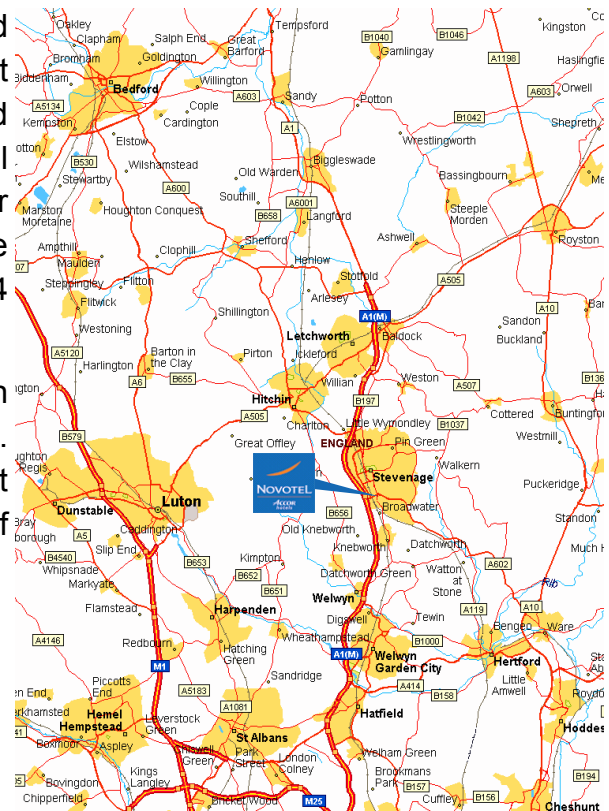 Oakley
Tempsford
Kingston
Clapham
Salph End
Great
Barford
B1040
B1046
Bromham
Goldington
Gamlingay
A1198
Haslingfie
Biddenham
Willington
Bedford
A603
Sandy
Potton
A603
Orwell
A5134
Cople
Kempston
Cardington
A1
B1042
Shepreth
Elstow
Wrestlingworth
B530
Wilshamstead
Biggleswade
Old Warden
Bassingbourn
Stewartby
A600
Southill
A6001
Marston
Moretaine
Houghton Conquest
B658
Langford
Steeple
Morden
Royston
Ampthill
Clophill
Shefford
Ashwell
Maulden
Henlow
Steppingley
Flitton
Stotfold
A505
Flitwick
Arlesey
A10
Shillington
A1(M)
Sandon
Westoning
Letchworth
Baldock
Buckland
A5120
Barton in
the Clay
Pirton
Ickleford
Harlington
A6
B655
Willian
Weston
A507
Hitchin
B197
A505
Cottered
Buntingfor
Charlton
Little Wymondley
B1037
B579
Great Offley
ENGLAND
Pin Green
Westmill
Walkern
Stevenage
NOVOTEL
ACCOR
hotels
Puckeridge
Luton
Dunstable
Broadwater
B656
Standon
Caddington
Old Knebworth
A5
Knebworth
Datchworth
Slip End
B4540
B653
Kimpton
Whipsnade
B652
Datchworth Green
Watton
at
Stone
A602
Markyate
B651
Welwyn
Rib
Flamstead
Harpenden
Digswell
Tewin
A119
A10
Bengeo
Ware
Wheathampstead
B1000
A4146
Redbourn
Hatching
Green
A1(M)
Welwyn
Garden City
Hertford
M1
Sandridge
Little
Amwell
Piccotts
End
A5183
A414
B158
A1081
Hatfield
Hemel
Hempstead
Leverstock
Green
St Albans
Boxmoor
Apsley
Park
Street
London
Colney
Welham Green
Kings
Langley
Brookmans
Park
Bovingdon
B157
B194
Chipperfield
Bricket Wood
M25
Cuffley
B156
Cheshunt